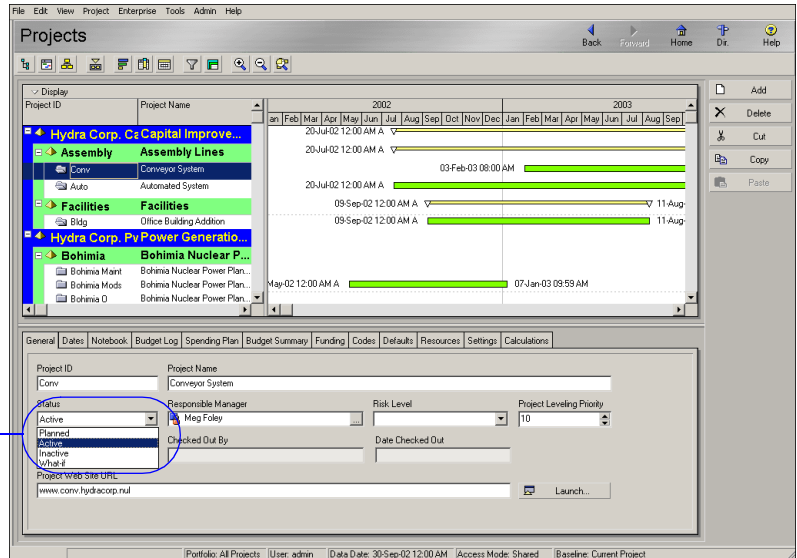 File Edit View Project Enterprise Tools Admin Help
Projects
Back Forward Home Dir. Help
Display
Project ID Project Name
2002 2003
an Feb Mar Apr May Jun Jul Aug Sep Oct Nov Dec Jan Feb Mar Apr May Jun Jul Aug Sep
Hydra Corp. Ca Capital Improve...
20-Jul-02 12:00 AM A
Assembly Assembly Lines
20-Jul-02 12:00 AM A
Conv Conveyor System
03-Feb-03 08:00 AM
Auto Automated System
20-Jul-02 12:00 AM A
Facilities Facilities
09-Sep-02 12:00 AM A 11-Aug-
Bldg Office Building Addition
09-Sep-02 12:00 AM A 11-Aug-
Hydra Corp. Pv Power Generatio...
Bohimia Bohimia Nuclear P...
Bohimia Maint Bohimia Nuclear Power Plan...
Bohimia Mods Bohimia Nuclear Power Plan...
May-02 12:00 AM A 07-Jan-03 09:59 AM
Bohimia O Bohimia Nuclear Power Plan...
Add
Delete
Cut
Copy
Paste
General Dates Notebook Budget Log Spending Plan Budget Summary Funding Codes Defaults Resources Settings Calculations
Project ID Project Name
Conv Conveyor System
Status Responsible Manager Risk Level Project Leveling Priority
Active Meg Foley ... 10
Planned
Active
Inactive
What-if
Checked Out By Date Checked Out
Project Web Site URL
www.conv.hydracorp.nul Launch...
Portfolio: All Projects User: admin Data Date: 30-Sep-02 12:00 AM Access Mode: Shared Baseline: Current Project